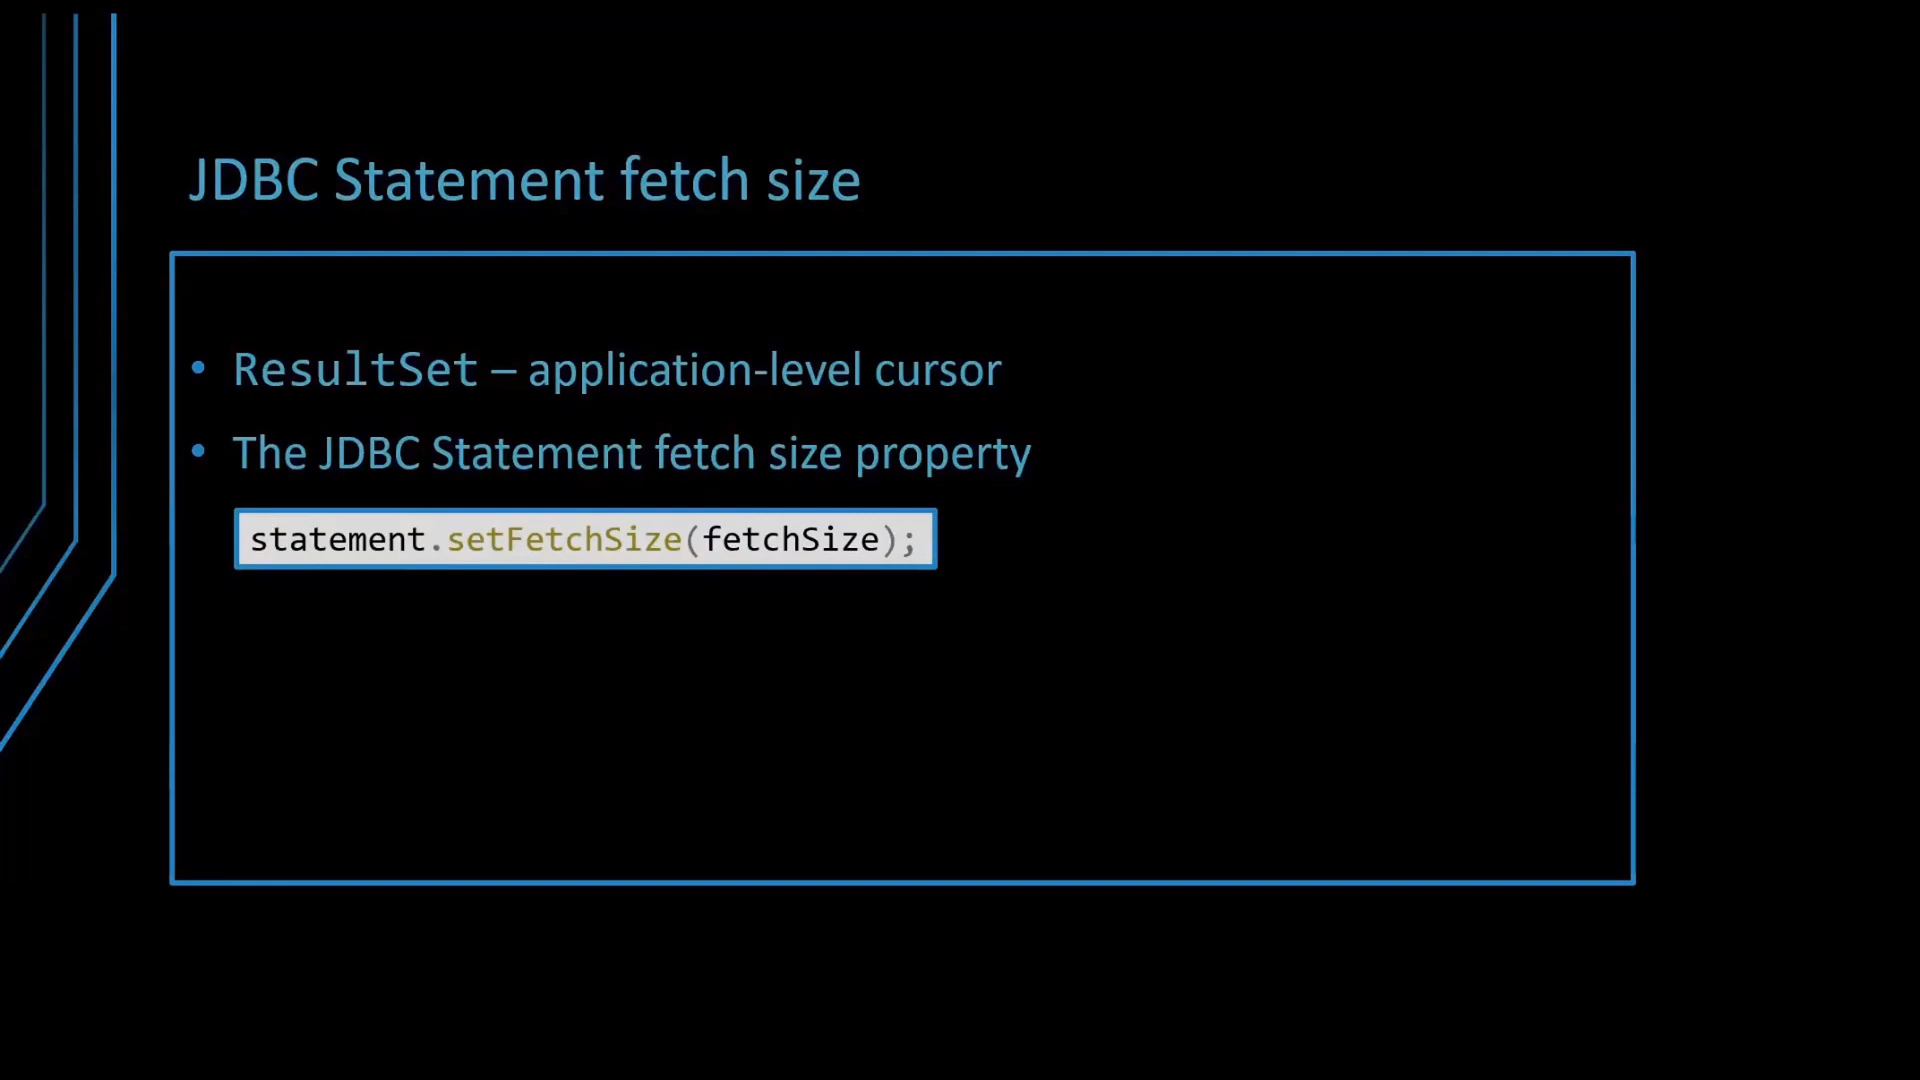 JDBC Statement fetch size
• ResultSet – application-level cursor
• The JDBC Statement fetch size property
statement.setFetchSize(fetchSize);